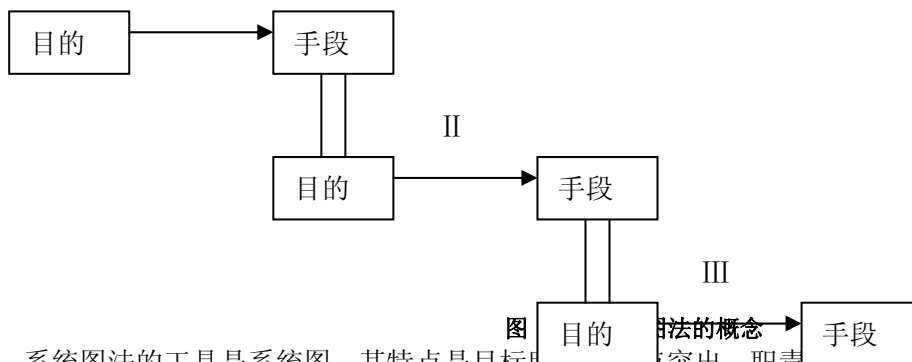 目的 手段
Ⅱ
目的 手段
Ⅲ
图 法的概念
目的 手段
系统图法的工具是系统图，其特点是目标 突出、职责